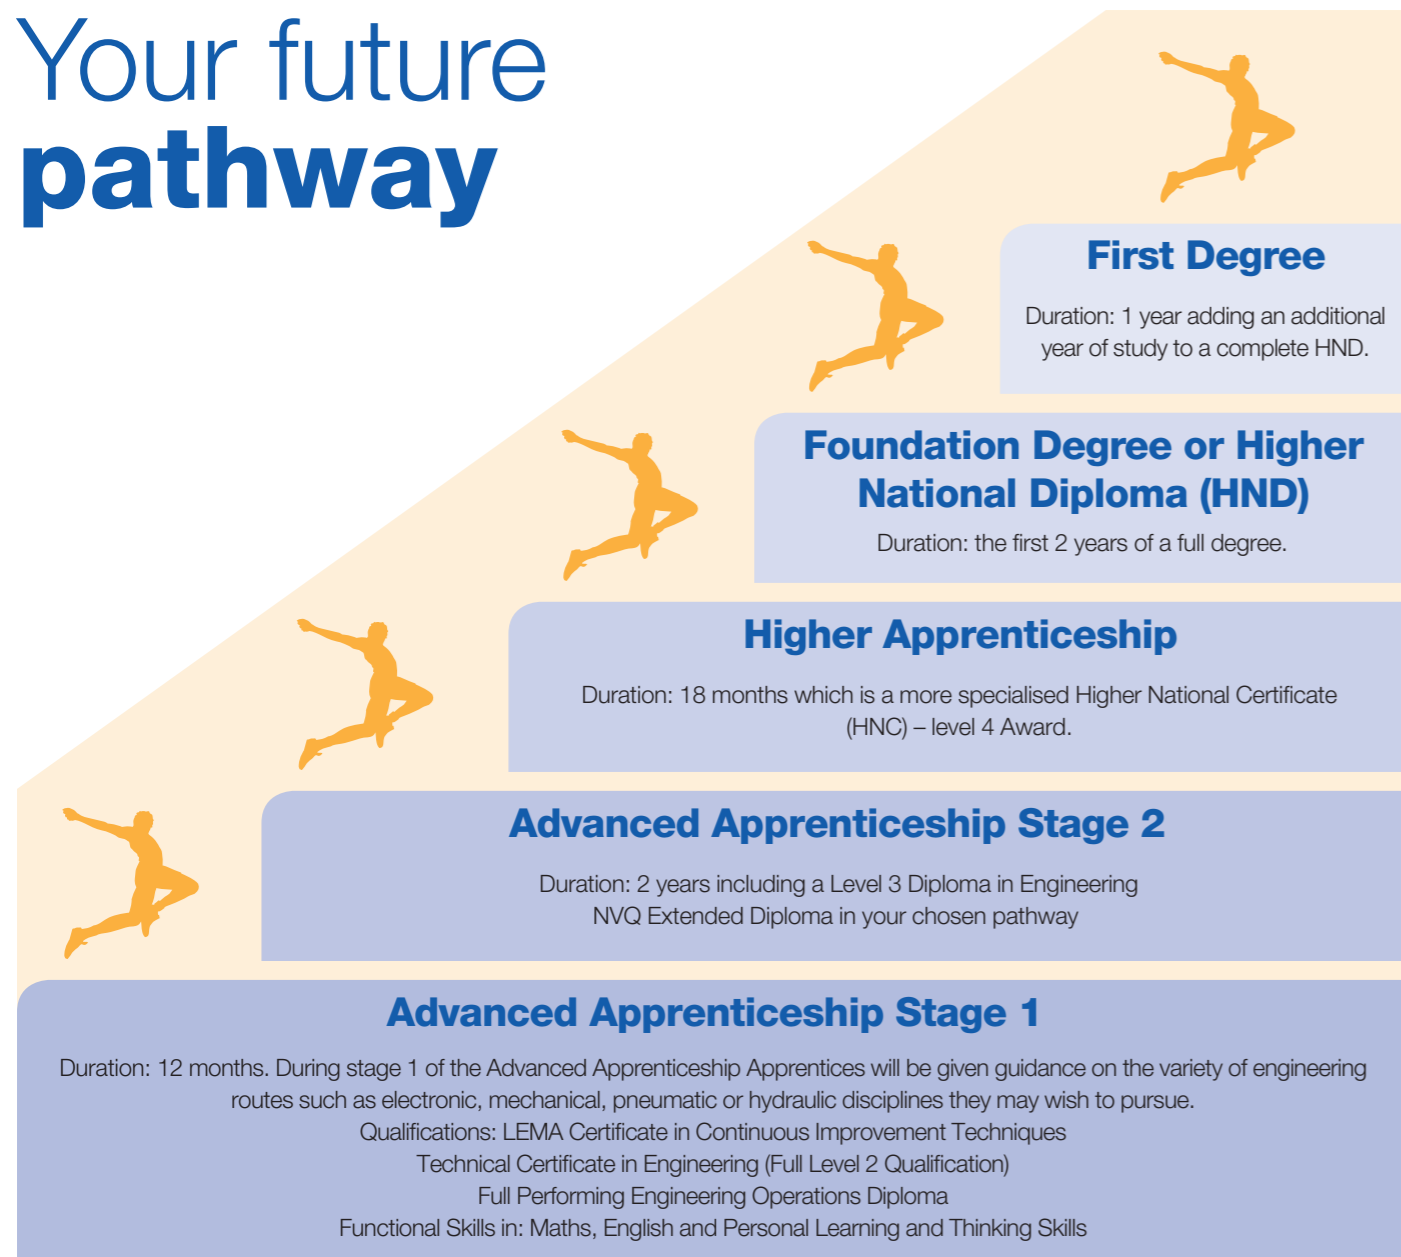 Your future
pathway
First Degree
Duration: 1 year adding an additional
year of study to a complete HND.
Foundation Degree or Higher
National Diploma (HND)
Duration: the first 2 years of a full degree.
Higher Apprenticeship
Duration: 18 months which is a more specialised Higher National Certificate
(HNC) – level 4 Award.
Advanced Apprenticeship Stage 2
Duration: 2 years including a Level 3 Diploma in Engineering
NVQ Extended Diploma in your chosen pathway
Advanced Apprenticeship Stage 1
Duration: 12 months. During stage 1 of the Advanced Apprenticeship Apprentices will be given guidance on the variety of engineering
routes such as electronic, mechanical, pneumatic or hydraulic disciplines they may wish to pursue.
Qualifications: LEMA Certificate in Continuous Improvement Techniques
Technical Certificate in Engineering (Full Level 2 Qualification)
Full Performing Engineering Operations Diploma
Functional Skills in: Maths, English and Personal Learning and Thinking Skills